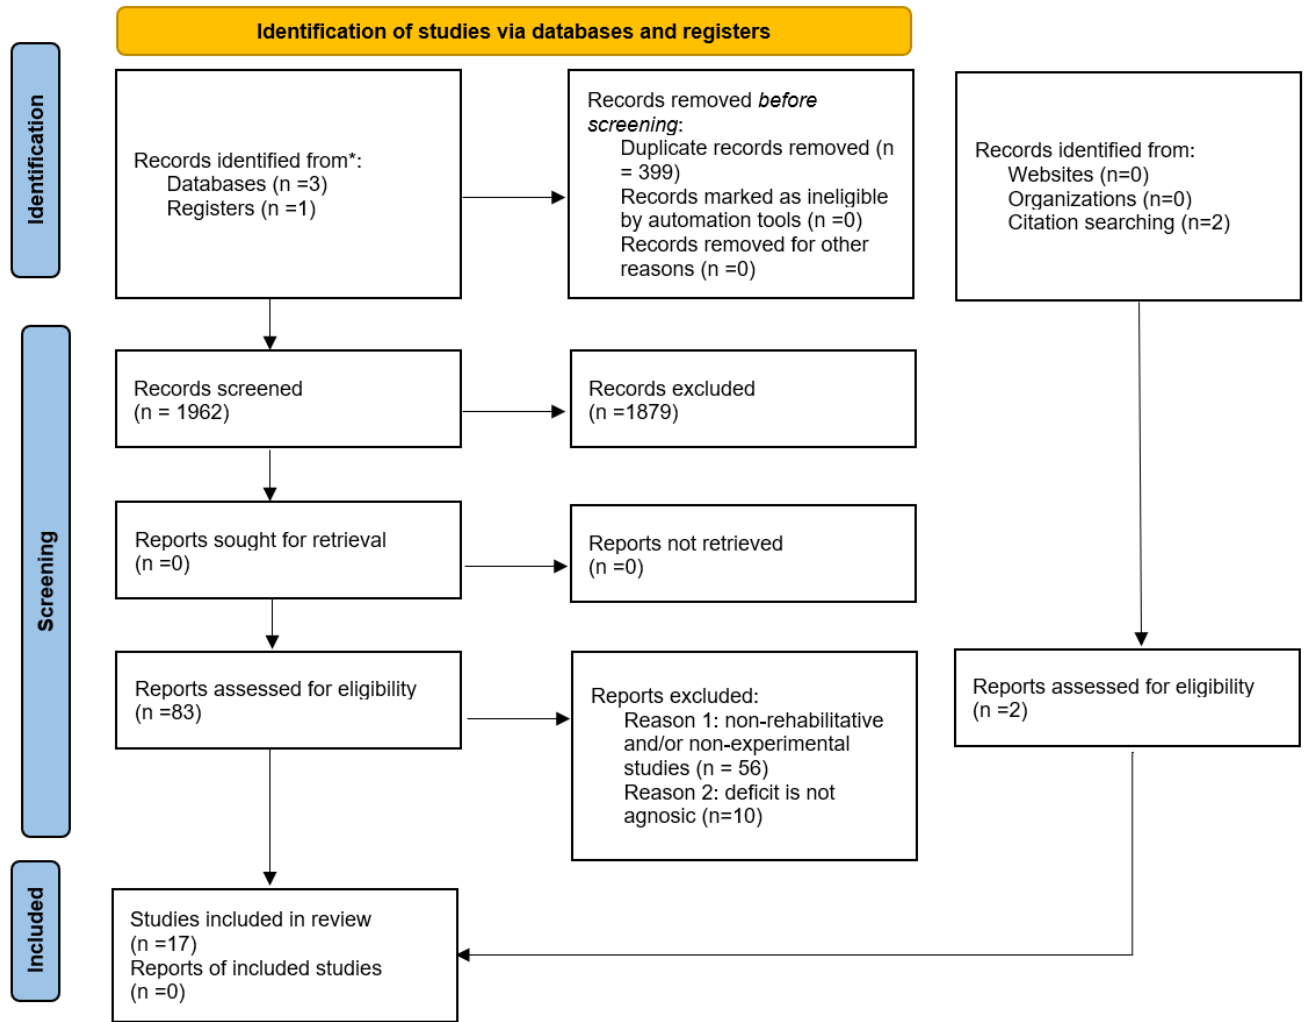 Identification of studies via databases and registers
Identification
Records identified from*:
Databases (n =3)
Registers (n =1)
Records removed before
screening:
Duplicate records removed (n
= 399)
Records marked as ineligible
by automation tools (n =0)
Records removed for other
reasons (n =0)
Records identified from:
Websites (n=0)
Organizations (n=0)
Citation searching (n=2)
Screening
Records screened
(n = 1962)
Records excluded
(n =1879)
Reports sought for retrieval
(n =0)
Reports not retrieved
(n =0)
Reports assessed for eligibility
(n =83)
Reports excluded:
Reason 1: non-rehabilitative
and/or non-experimental
studies (n = 56)
Reason 2: deficit is not
agnosic (n=10)
Reports assessed for eligibility
(n =2)
Included
Studies included in review
(n =17)
Reports of included studies
(n =0)